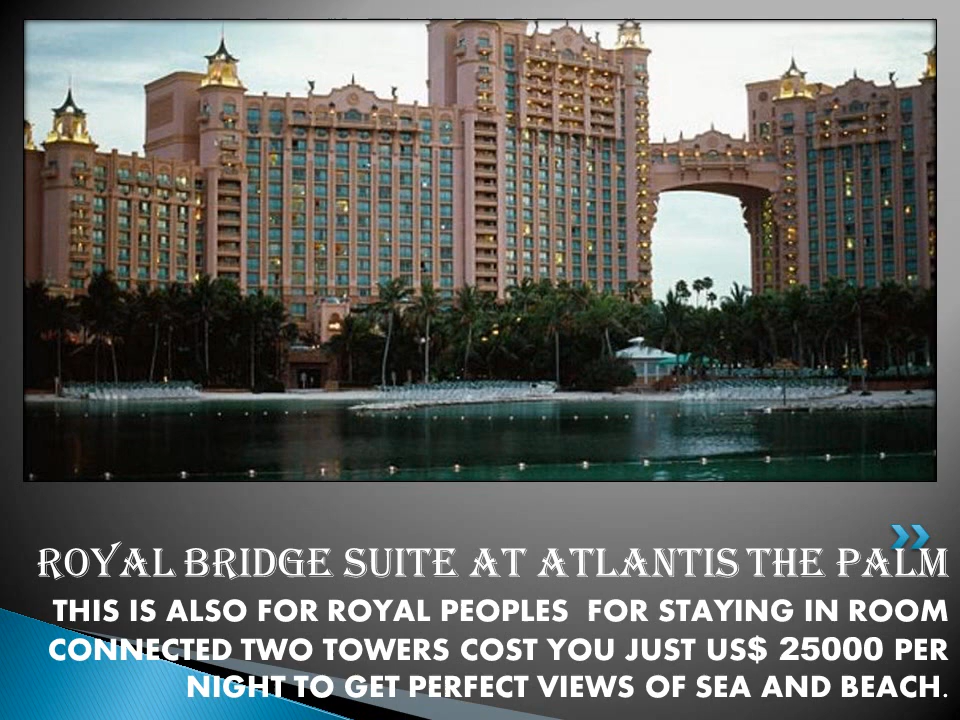 ROYAL BRIDGE SUITE AT ATLANTIS THE PALM
THIS IS ALSO FOR ROYAL PEOPLES FOR STAYING IN ROOM
CONNECTED TWO TOWERS COST YOU JUST US$ 25000 PER
NIGHT TO GET PERFECT VIEWS OF SEA AND BEACH.